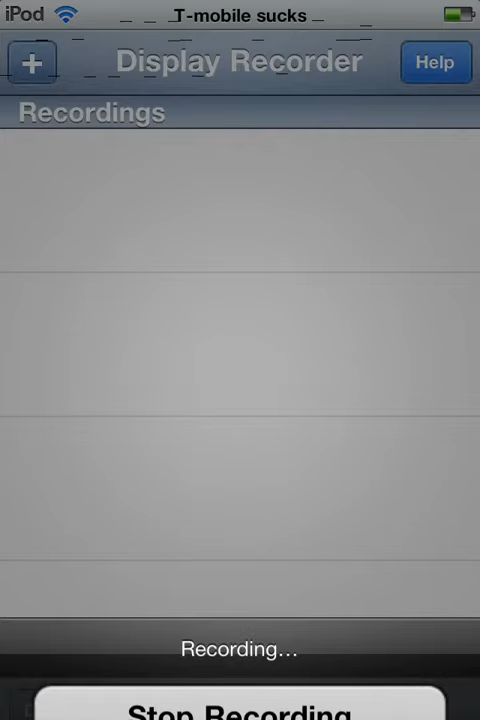 iPod T-mobile sucks
+ Display Recorder Help
Recordings
Recording...
Stop Recording